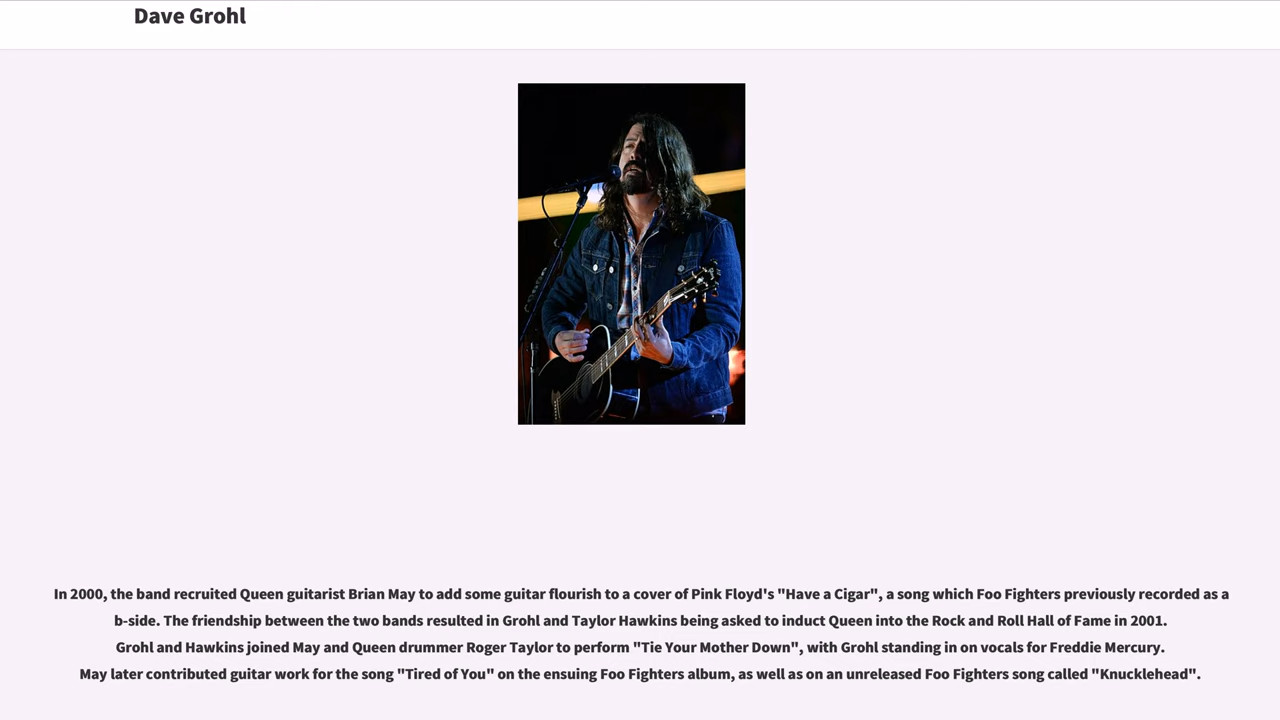 Dave Grohl
In 2000, the band recruited Queen guitarist Brian May to add some guitar flourish to a cover of Pink Floyd's "Have a Cigar", a song which Foo Fighters previously recorded as a
b-side. The friendship between the two bands resulted in Grohl and Taylor Hawkins being asked to induct Queen into the Rock and Roll Hall of Fame in 2001.
Grohl and Hawkins joined May and Queen drummer Roger Taylor to perform "Tie Your Mother Down", with Grohl standing in on vocals for Freddie Mercury.
May later contributed guitar work for the song "Tired of You" on the ensuing Foo Fighters album, as well as on an unreleased Foo Fighters song called "Knucklehead".